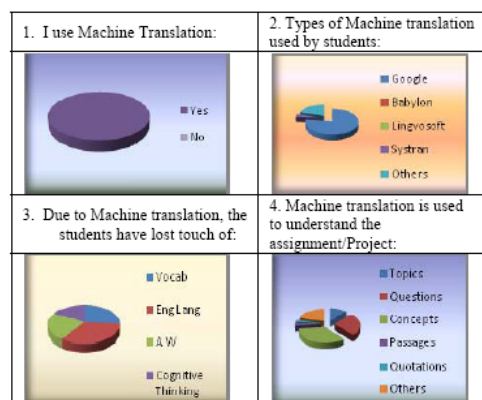 1. I use Machine Translation:
2. Types of Machine translation
used by students:
Yes
No
Google
Babylon
Lingvosoft
Systran
Others
3. Due to Machine translation, the
students have lost touch of:
4. Machine translation is used
to understand the
assignment/Project:
Vocab
Eng Lang
A W
Cognitive
Thinking
Topics
Questions
Concepts
Passages
Quotations
Others